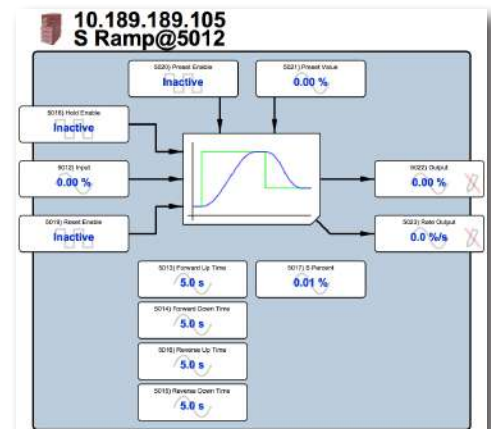 10.189.189.105
S Ramp@5012
5020) Preset Enable
Inactive
5021) Preset Value
0.00 %
5018) Hold Enable
Inactive
5012) Input
0.00 %
5022) Output
0.00 %
5019) Reset Enable
Inactive
5023) Rate Output
0.0 %/s
5013) Forward Up Time
5.0 s
5017) S Percent
0.01 %
5014) Forward Down Time
5.0 s
5016) Reverse Up Time
5.0 s
5015) Reverse Down Time
5.0 s